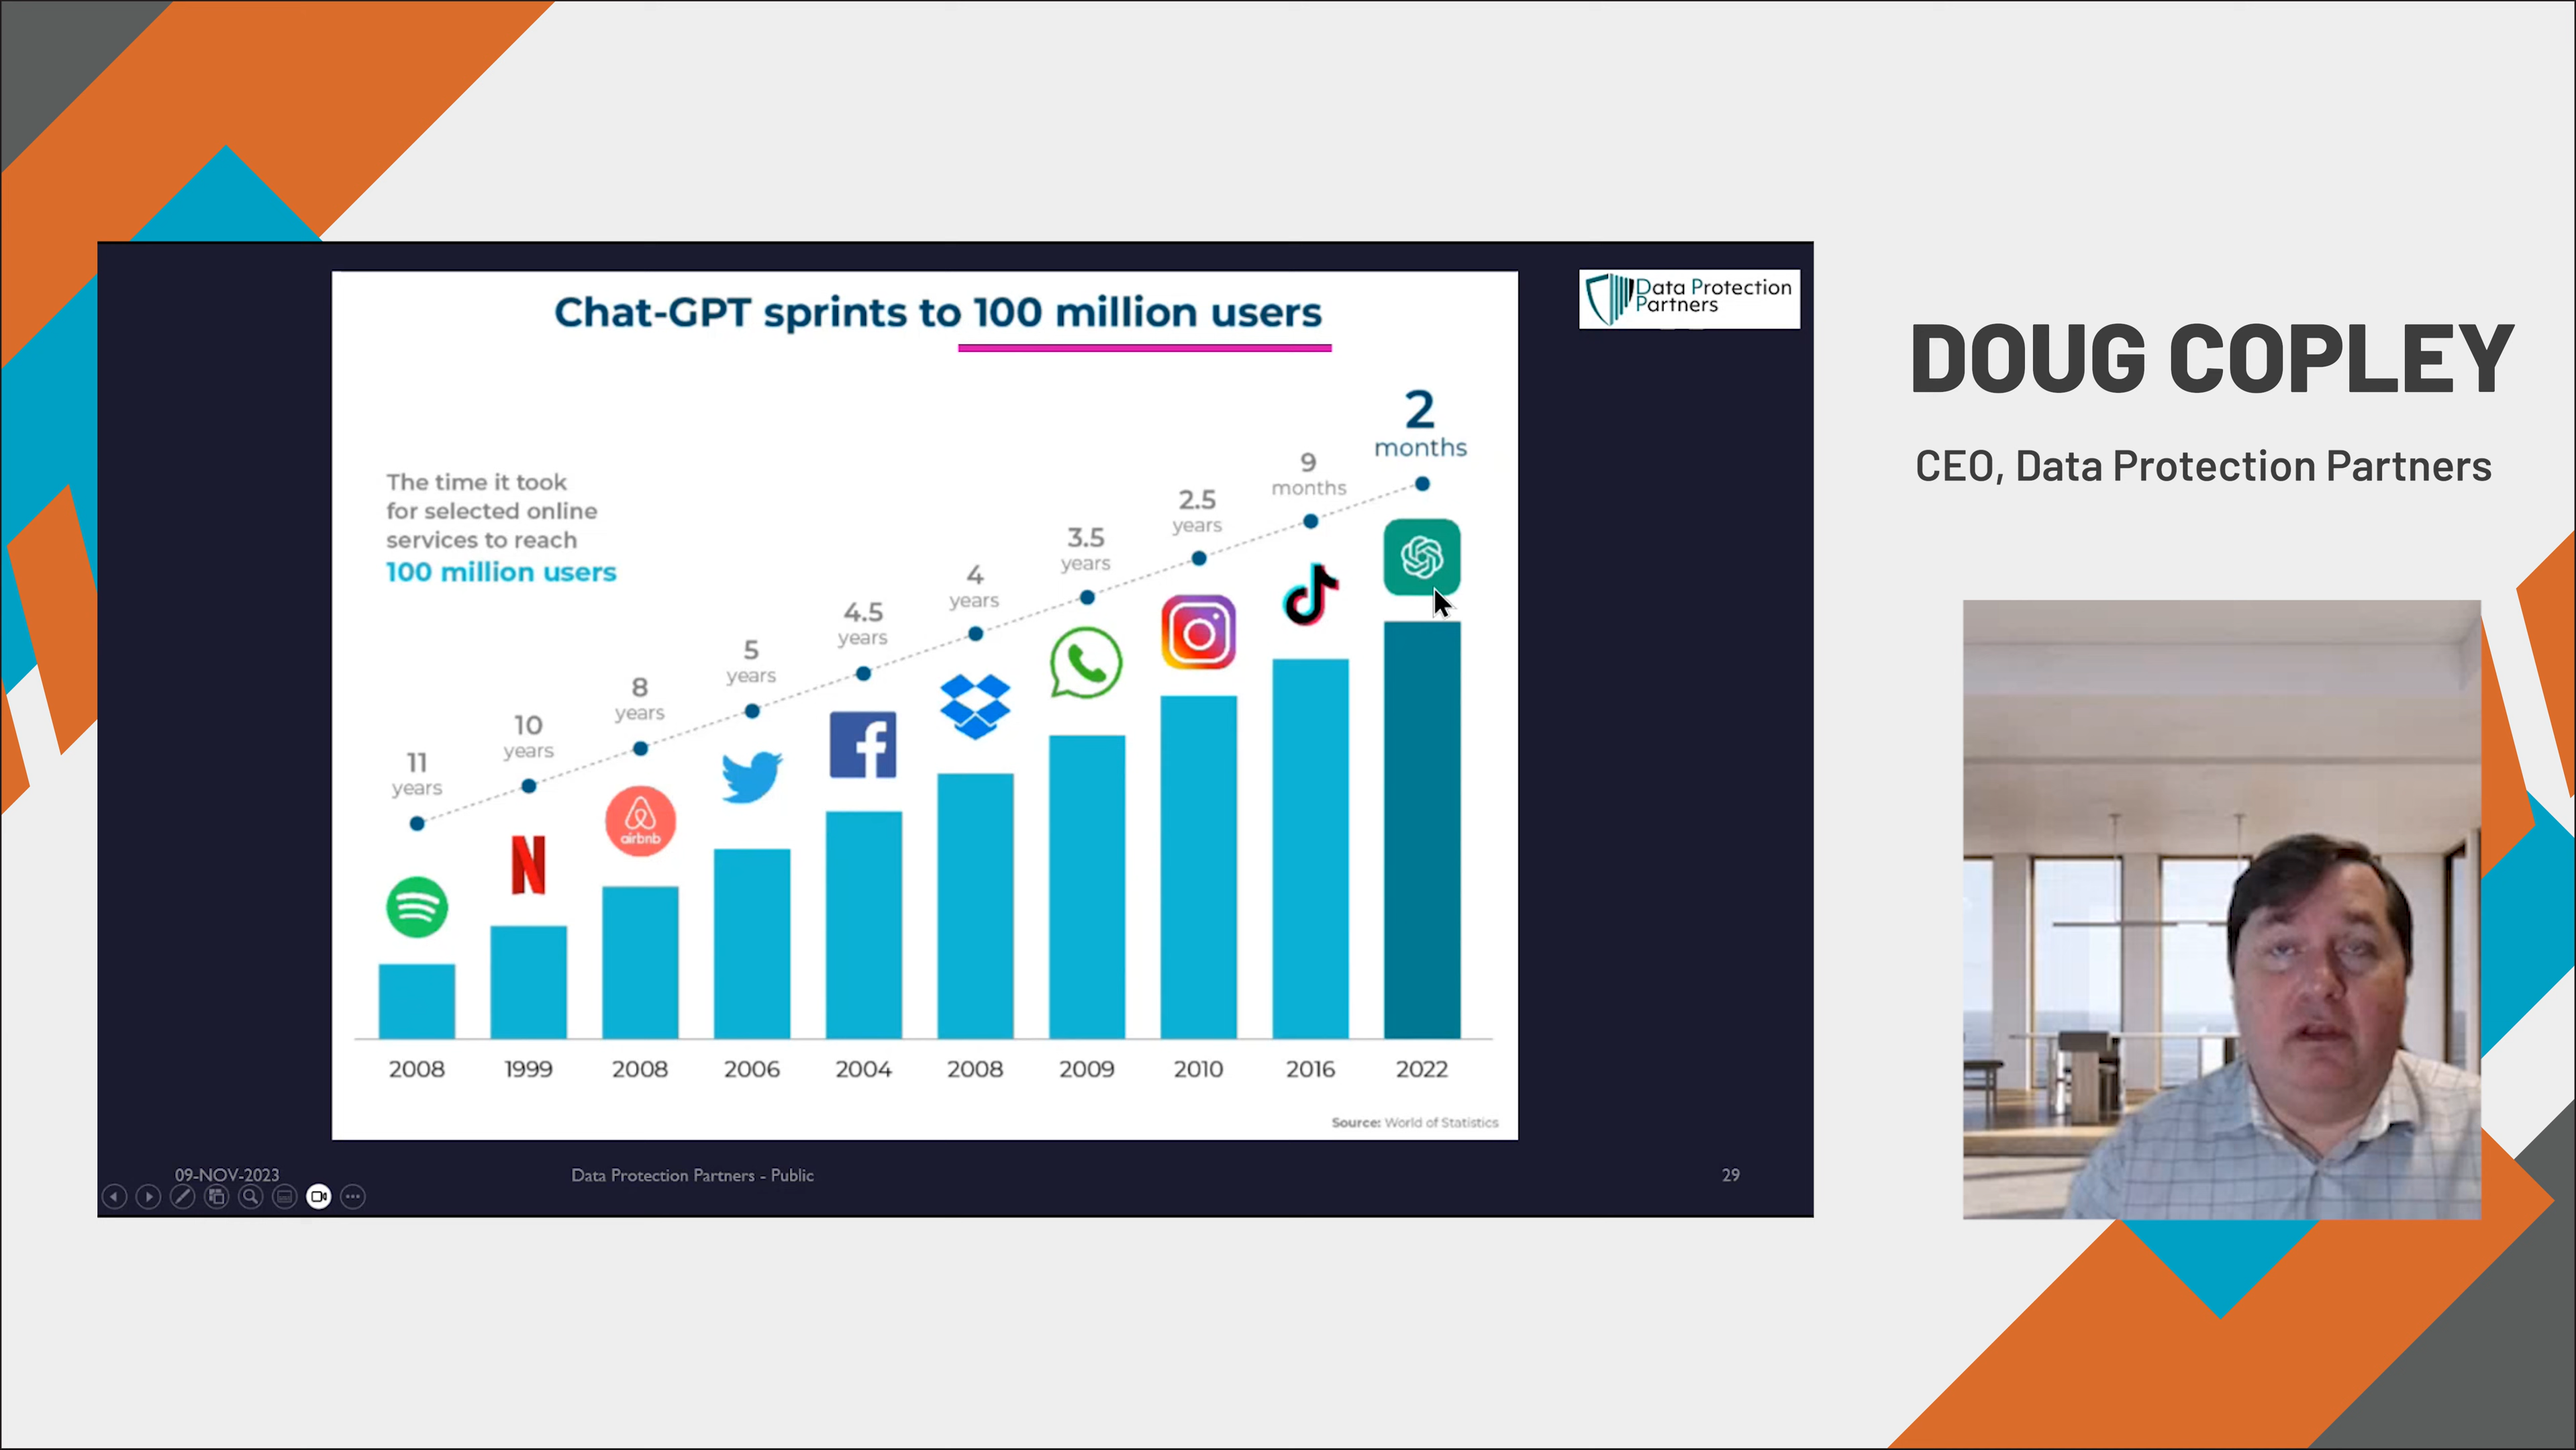 Chat-GPT sprints to 100 million users
Data Protection
Partners
DOUG COPLEY
CEO, Data Protection Partners
The time it took
for selected online
services to reach
100 million users
11
years
10
years
8
years
5
years
4.5
years
4
years
3.5
years
2.5
years
9
months
2
months
N
airbnb
f
2008 1999 2008 2006 2004 2008 2009 2010 2016 2022
Source: World of Statistics
09-NOV-2023 Data Protection Partners - Public 29